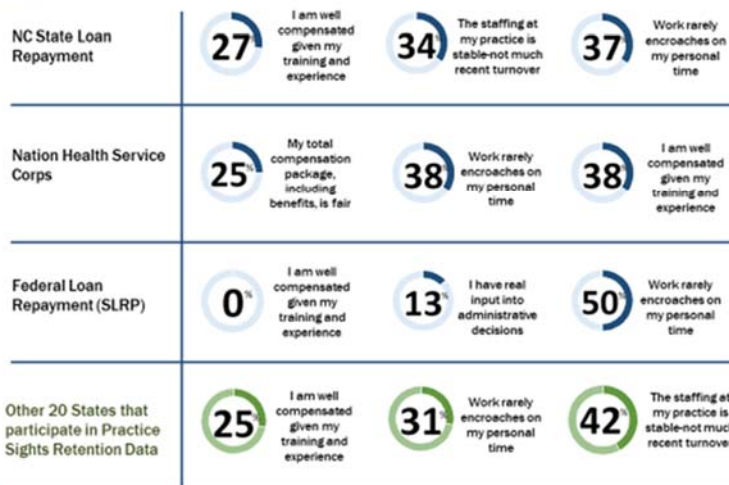 NC State Loan
Repayment
27%
I am well
compensated
given my
training and
experience
34%
The staffing at
my practice is
stable-not much
recent turnover
37%
Work rarely
encroaches on
my personal
time
Nation Health Service
Corps
25%
My total
compensation
package,
including
benefits, is fair
38%
Work rarely
encroaches on
my personal
time
38%
I am well
compensated
given my
training and
experience
Federal Loan
Repayment (SLRP)
0%
I am well
compensated
given my
training and
experience
13%
I have real
input into
administrative
decisions
50%
Work rarely
encroaches on
my personal
time
Other 20 States that
participate in Practice
Sights Retention Data
25%
I am well
compensated
given my
training and
experience
31%
Work rarely
encroaches on
my personal
time
42%
The staffing at
my practice is
stable-not much
recent turnover